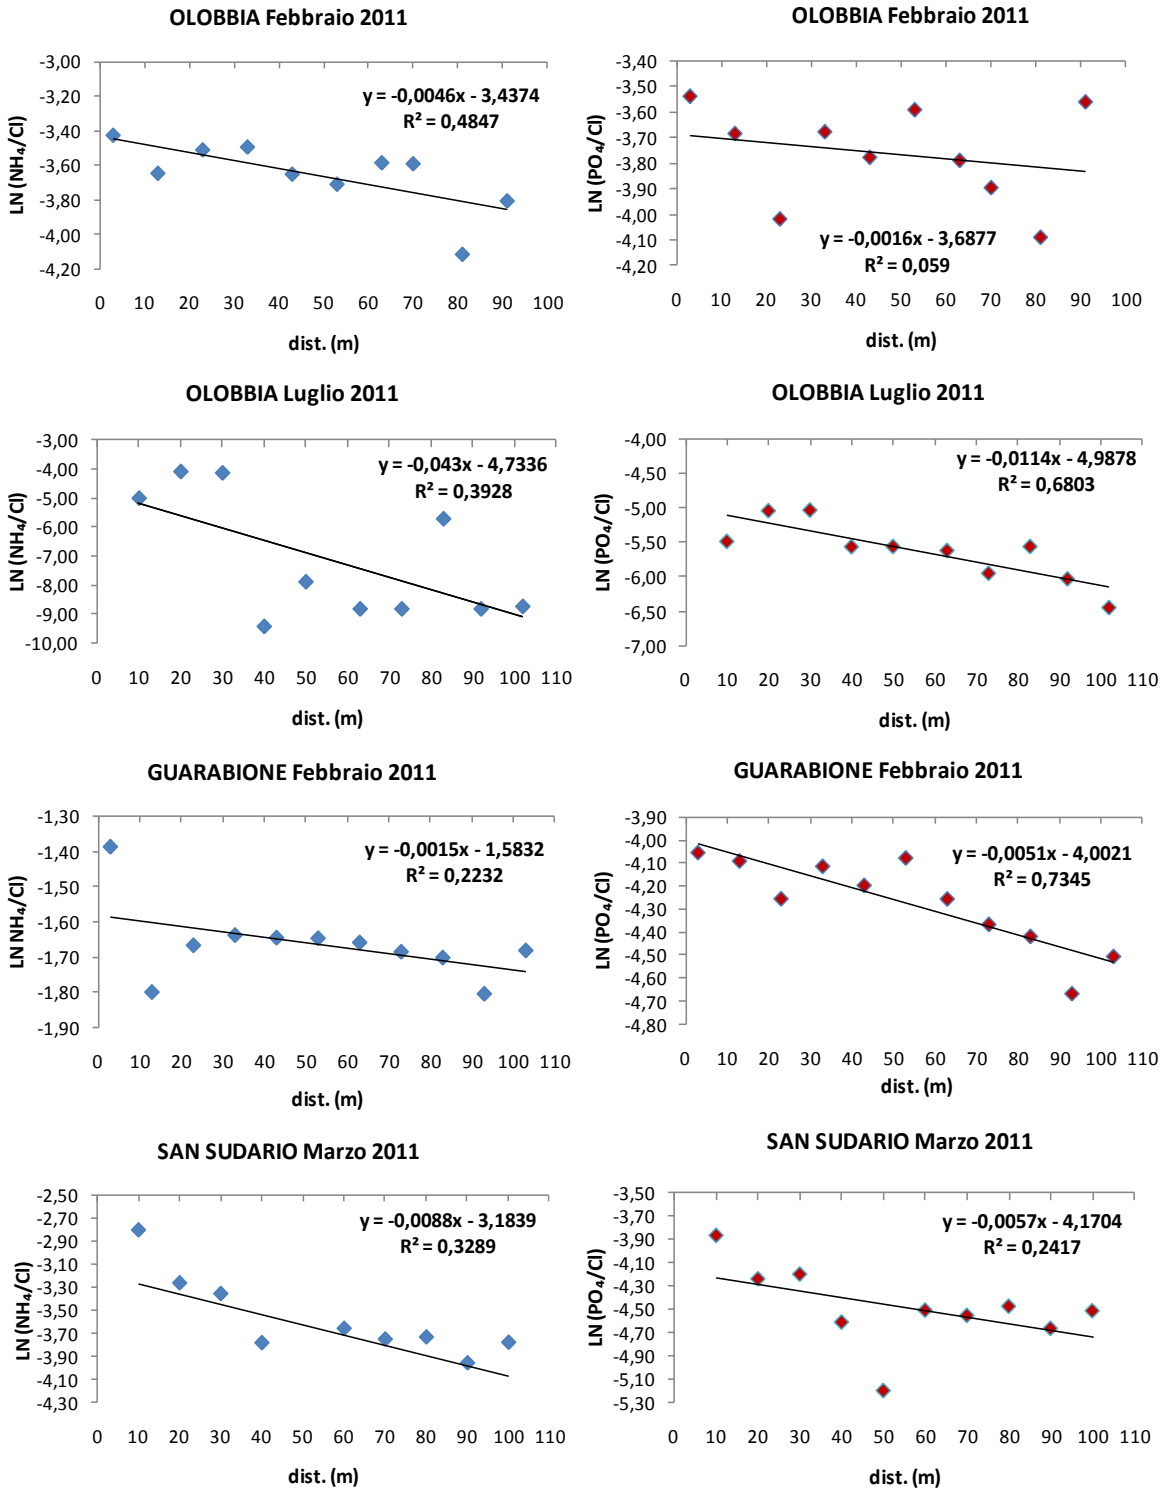 OLOBBIA Febbraio 2011
-3,00
-3,20
-3,40
-3,60
-3,80
-4,00
-4,20
LN (NH₄/Cl)
y = -0,0046x - 3,4374
R² = 0,4847
0 10 20 30 40 50 60 70 80 90 100
dist. (m)
OLOBBIA Febbraio 2011
-3,40
-3,50
-3,60
-3,70
-3,80
-3,90
-4,00
-4,10
-4,20
LN (PO₄/Cl)
y = -0,0016x - 3,6877
R² = 0,059
0 10 20 30 40 50 60 70 80 90 100
dist. (m)
OLOBBIA Luglio 2011
-3,00
-4,00
-5,00
-6,00
-7,00
-8,00
-9,00
-10,00
LN (NH₄/Cl)
y = -0,043x - 4,7336
R² = 0,3928
0 10 20 30 40 50 60 70 80 90 100 110
dist. (m)
OLOBBIA Luglio 2011
-4,00
-4,50
-5,00
-5,50
-6,00
-6,50
-7,00
LN (PO₄/Cl)
y = -0,0114x - 4,9878
R² = 0,6803
0 10 20 30 40 50 60 70 80 90 100 110
dist. (m)
GUARABIONE Febbraio 2011
-1,30
-1,40
-1,50
-1,60
-1,70
-1,80
-1,90
LN NH₄/Cl)
y = -0,0015x - 1,5832
R² = 0,2232
0 10 20 30 40 50 60 70 80 90 100 110
dist. (m)
GUARABIONE Febbraio 2011
-3,90
-4,00
-4,10
-4,20
-4,30
-4,40
-4,50
-4,60
-4,70
-4,80
LN (PO₄/Cl)
y = -0,0051x - 4,0021
R² = 0,7345
0 10 20 30 40 50 60 70 80 90 100 110
dist. (m)
SAN SUDARIO Marzo 2011
-2,50
-2,70
-2,90
-3,10
-3,30
-3,50
-3,70
-3,90
-4,10
-4,30
LN (NH₄/Cl)
y = -0,0088x - 3,1839
R² = 0,3289
0 10 20 30 40 50 60 70 80 90 100 110
dist. (m)
SAN SUDARIO Marzo 2011
-3,50
-3,70
-3,90
-4,10
-4,30
-4,50
-4,70
-4,90
-5,10
-5,30
LN (PO₄/Cl)
y = -0,0057x - 4,1704
R² = 0,2417
0 10 20 30 40 50 60 70 80 90 100 110
dist. (m)